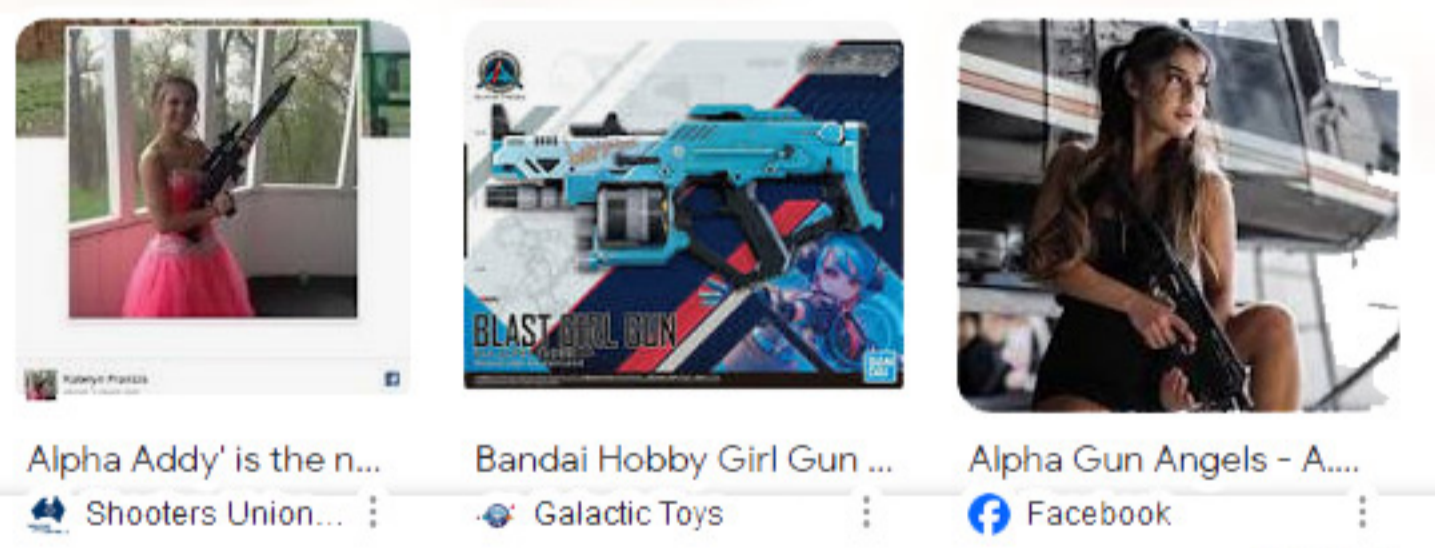 BLAST GIRL GUN
Alpha Addy' is the n...
Shooters Union...
Bandai Hobby Girl Gun ...
Galactic Toys
Alpha Gun Angels - A....
Facebook